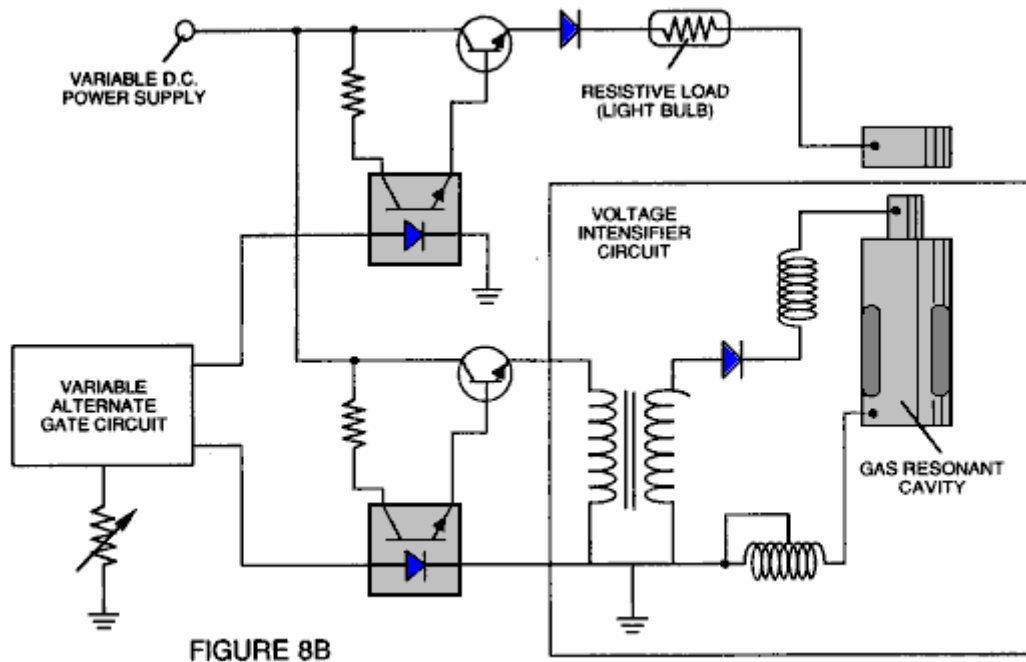 VARIABLE D.C.
POWER SUPPLY
RESISTIVE LOAD
(LIGHT BULB)
VOLTAGE
INTENSIFIER
CIRCUIT
VARIABLE
ALTERNATE
GATE CIRCUIT
GAS RESONANT
CAVITY
FIGURE 8B